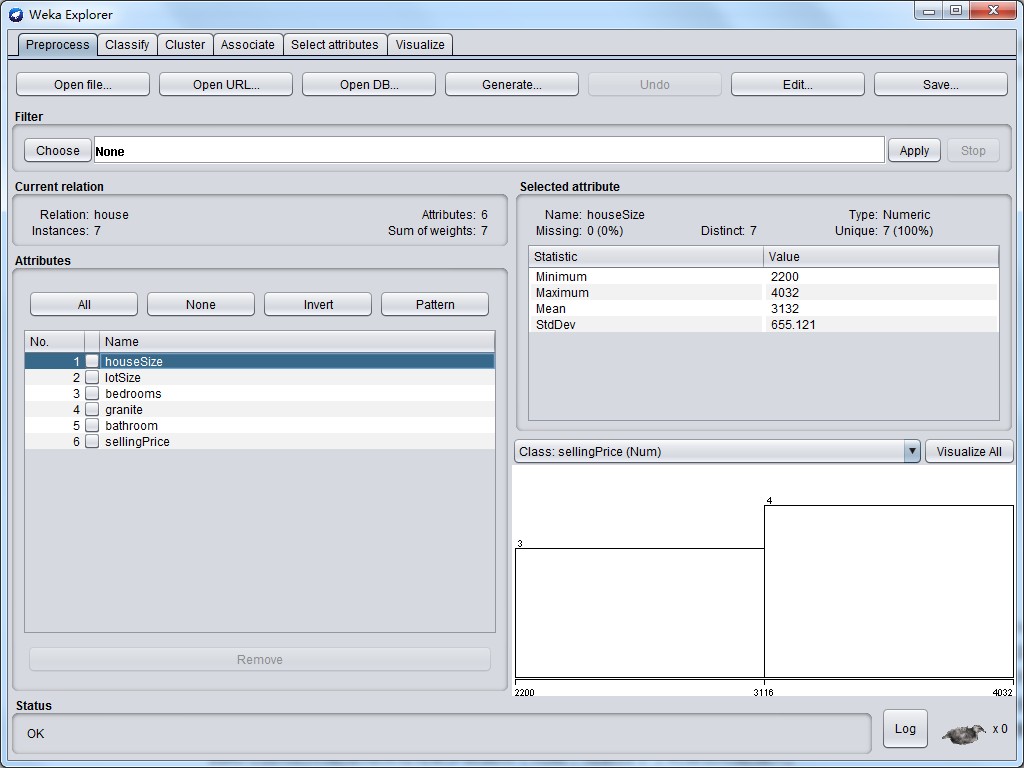 Weka Explorer
Preprocess Classify Cluster Associate Select attributes Visualize
Open file... Open URL... Open DB... Generate... Undo Edit... Save...
Filter
Choose None Apply Stop
Current relation
Relation: house Attributes: 6
Instances: 7 Sum of weights: 7
Attributes
All None Invert Pattern
No. Name
1 houseSize
2 lotSize
3 bedrooms
4 granite
5 bathroom
6 sellingPrice
Remove
Selected attribute
Name: houseSize Type: Numeric
Missing: 0 (0%) Distinct: 7 Unique: 7 (100%)
Statistic Value
Minimum 2200
Maximum 4032
Mean 3132
StdDev 655.121
Class: sellingPrice (Num) Visualize All
4
3
2200 3116 4032
Status
OK Log x 0